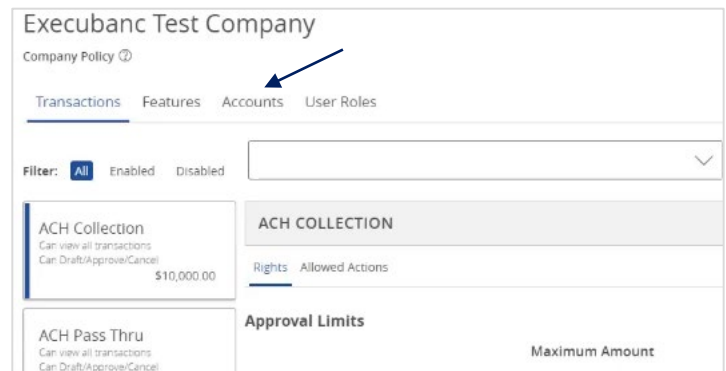 Execubanc Test Company
Company Policy ?
Transactions Features Accounts User Roles
Filter: All Enabled Disabled
ACH Collection
Can view all transactions
Can Draft/Approve/Cancel
$10,000.00
ACH Pass Thru
Can view all transactions
Can Draft/Approve/Cancel
ACH COLLECTION
Rights Allowed Actions
Approval Limits
Maximum Amount